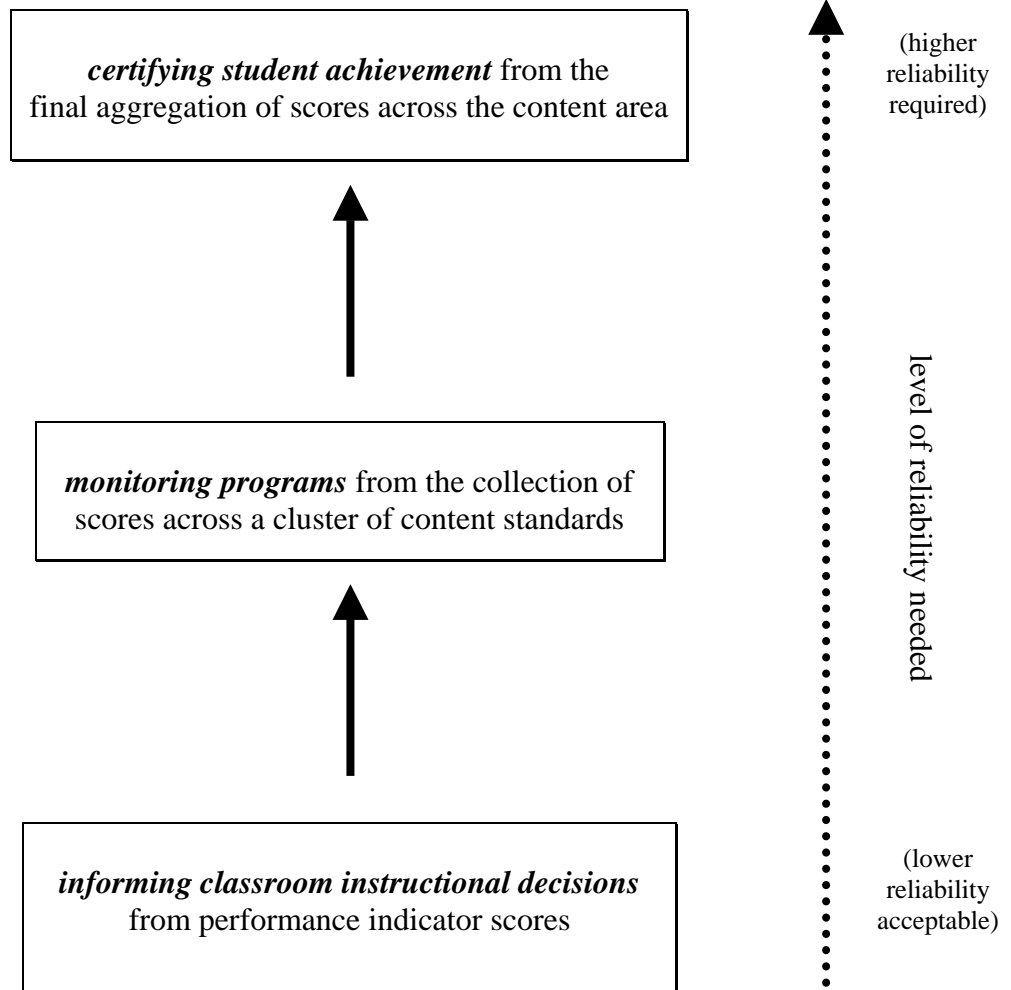 certifying student achievement from the
final aggregation of scores across the content area
(higher
reliability
required)
monitoring programs from the collection of
scores across a cluster of content standards
level of reliability needed
informing classroom instructional decisions
from performance indicator scores
(lower
reliability
acceptable)